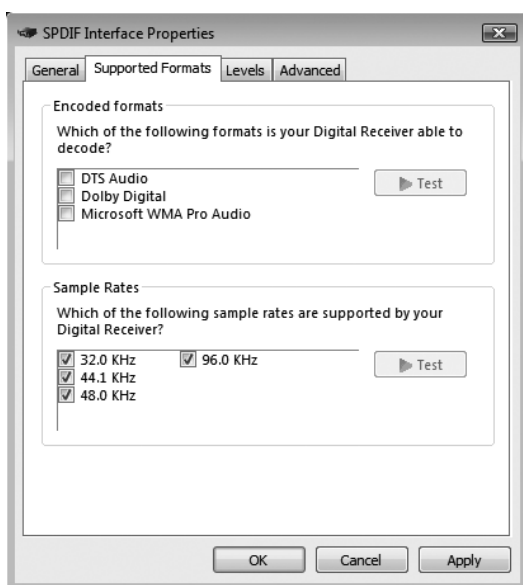 SPDIF Interface Properties
General Supported Formats Levels Advanced
Encoded formats
Which of the following formats is your Digital Receiver able to
decode?
DTS Audio
Dolby Digital
Microsoft WMA Pro Audio
Test
Sample Rates
Which of the following sample rates are supported by your
Digital Receiver?
32.0 KHz 96.0 KHz
44.1 KHz
48.0 KHz
Test
OK Cancel Apply